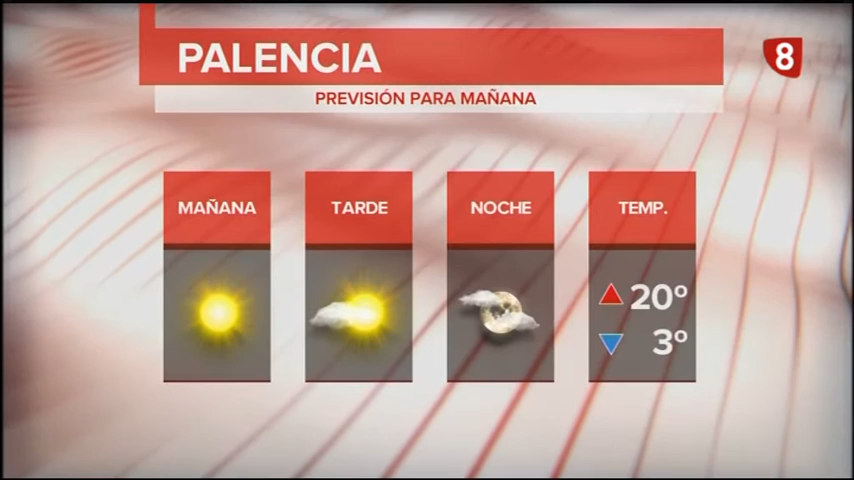 PALENCIA
8
PREVISIÓN PARA MAÑANA
MAÑANA
TARDE
NOCHE
TEMP.
20º
3º